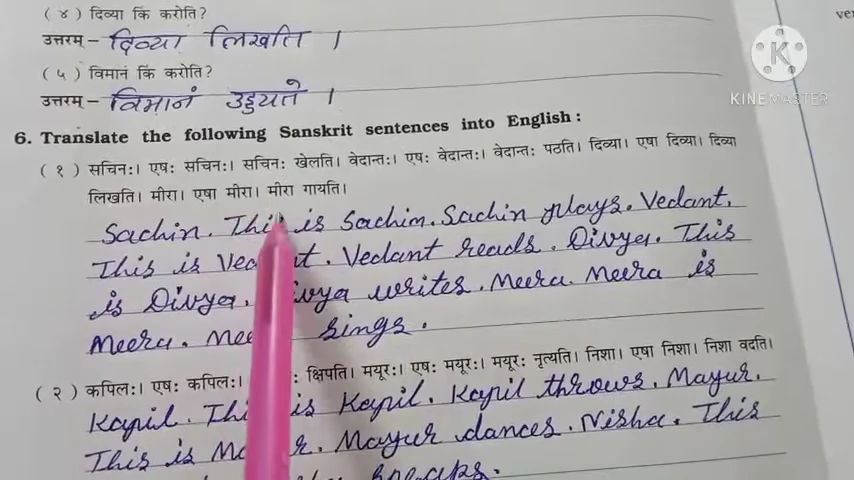 ( ४ ) दिव्या किं करोति?
उत्तरम् – दिव्या लिखति ।
( ५ ) विमानं किं करोति?
उत्तरम् – विमानं उड्डयते ।
6. Translate the following Sanskrit sentences into English :
( १ ) सचिनः। एषः सचिनः। सचिनः खेलति। वेदान्तः। एषः वेदान्तः। वेदान्तः पठति। दिव्या। एषा दिव्या। दिव्या
लिखति। मीरा। एषा मीरा। मीरा गायति।
Sachin. This is Sachin. Sachin plays. Vedant.
This is Vedant. Vedant reads. Divya. This
is Divya. Divya writes. Meera. Meera is
Meera. sings.
( २ ) कपिलः। एषः कपिलः। क्षिपति। मयूरः। एषः मयूरः। मयूरः नृत्यति। निशा। एषा निशा। निशा वदति।
Kapil. This is Kapil. Kapil throws. Mayur.
This is Mayur. Mayur dances. Nisha. This
KINEMASTER